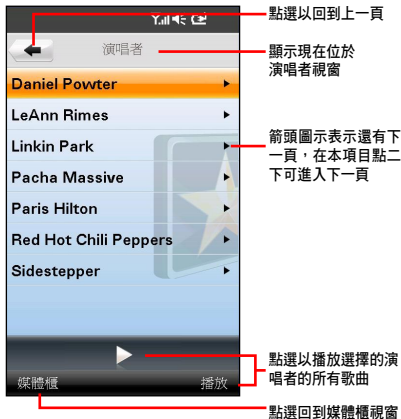 點選以回到上一頁
演唱者
顯示現在位於
演唱者視窗
Daniel Powter
LeAnn Rimes
Linkin Park
箭頭圖示表示還有下
一頁，在本項目點二
下可進入下一頁
Pacha Massive
Paris Hilton
Red Hot Chili Peppers
Sidestepper
點選以播放選擇的演
唱者的所有歌曲
媒體櫃
播放
點選回到媒體櫃視窗